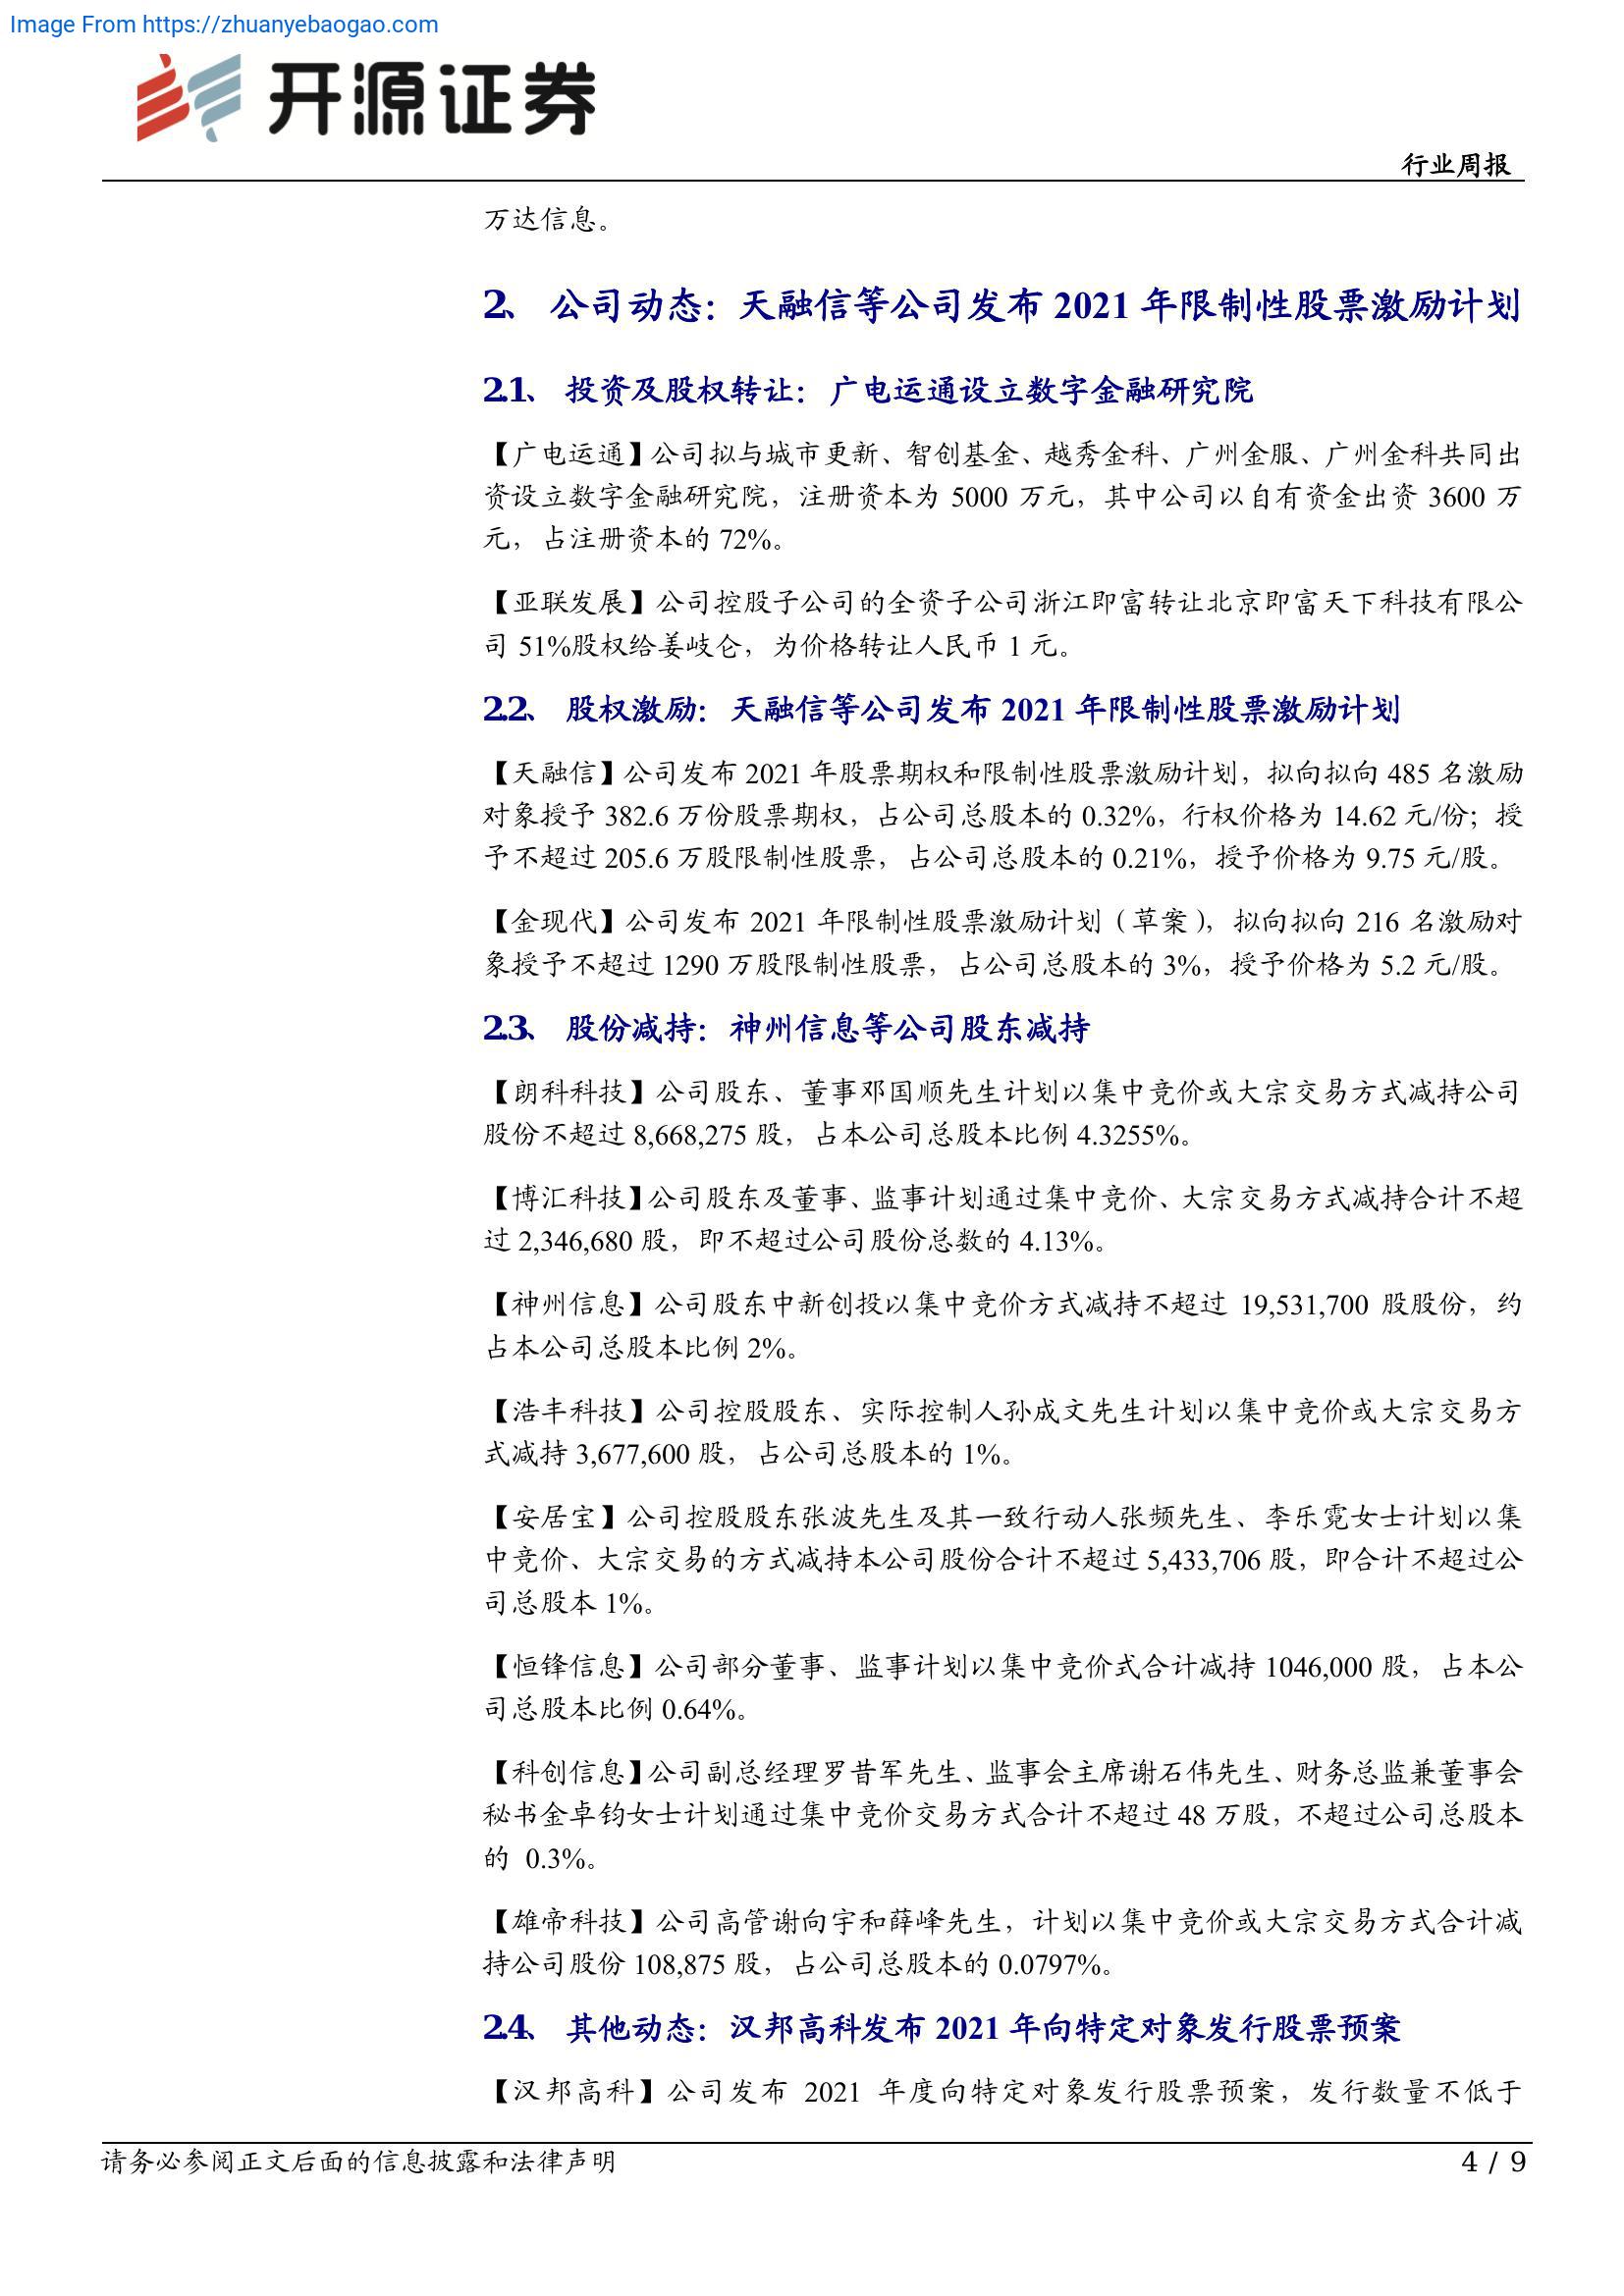 Image From https://zhuanyebaogao.com
开源证券
行业周报
万达信息。
2、 公司动态：天融信等公司发布 2021 年限制性股票激励计划
2.1、 投资及股权转让：广电运通设立数字金融研究院
【广电运通】公司拟与城市更新、智创基金、越秀金科、广州金服、广州金科共同出
资设立数字金融研究院，注册资本为 5000 万元，其中公司以自有资金出资 3600 万
元，占注册资本的 72%。
【亚联发展】公司控股子公司的全资子公司浙江即富转让北京即富天下科技有限公
司 51%股权给姜岐仑，为价格转让人民币 1 元。
2.2、 股权激励：天融信等公司发布 2021 年限制性股票激励计划
【天融信】公司发布 2021 年股票期权和限制性股票激励计划，拟向拟向 485 名激励
对象授予 382.6 万份股票期权，占公司总股本的 0.32%，行权价格为 14.62 元/份；授
予不超过 205.6 万股限制性股票，占公司总股本的 0.21%，授予价格为 9.75 元/股。
【金现代】公司发布 2021 年限制性股票激励计划（草案），拟向拟向 216 名激励对
象授予不超过 1290 万股限制性股票，占公司总股本的 3%，授予价格为 5.2 元/股。
2.3、 股份减持：神州信息等公司股东减持
【朗科科技】公司股东、董事邓国顺先生计划以集中竞价或大宗交易方式减持公司
股份不超过 8,668,275 股，占本公司总股本比例 4.3255%。
【博汇科技】公司股东及董事、监事计划通过集中竞价、大宗交易方式减持合计不超
过 2,346,680 股，即不超过公司股份总数的 4.13%。
【神州信息】公司股东中新创投以集中竞价方式减持不超过 19,531,700 股股份，约
占本公司总股本比例 2%。
【浩丰科技】公司控股股东、实际控制人孙成文先生计划以集中竞价或大宗交易方
式减持 3,677,600 股，占公司总股本的 1%。
【安居宝】公司控股股东张波先生及其一致行动人张频先生、李乐霓女士计划以集
中竞价、大宗交易的方式减持本公司股份合计不超过 5,433,706 股，即合计不超过公
司总股本 1%。
【恒锋信息】公司部分董事、监事计划以集中竞价式合计减持 1046,000 股，占本公
司总股本比例 0.64%。
【科创信息】公司副总经理罗昔军先生、监事会主席谢石伟先生、财务总监兼董事会
秘书金卓钧女士计划通过集中竞价交易方式合计不超过 48 万股，不超过公司总股本
的 0.3%。
【雄帝科技】公司高管谢向宇和薛峰先生，计划以集中竞价或大宗交易方式合计减
持公司股份 108,875 股，占公司总股本的 0.0797%。
2.4、 其他动态：汉邦高科发布 2021 年向特定对象发行股票预案
【汉邦高科】公司发布 2021 年度向特定对象发行股票预案，发行数量不低于
请务必参阅正文后面的信息披露和法律声明
4 / 9